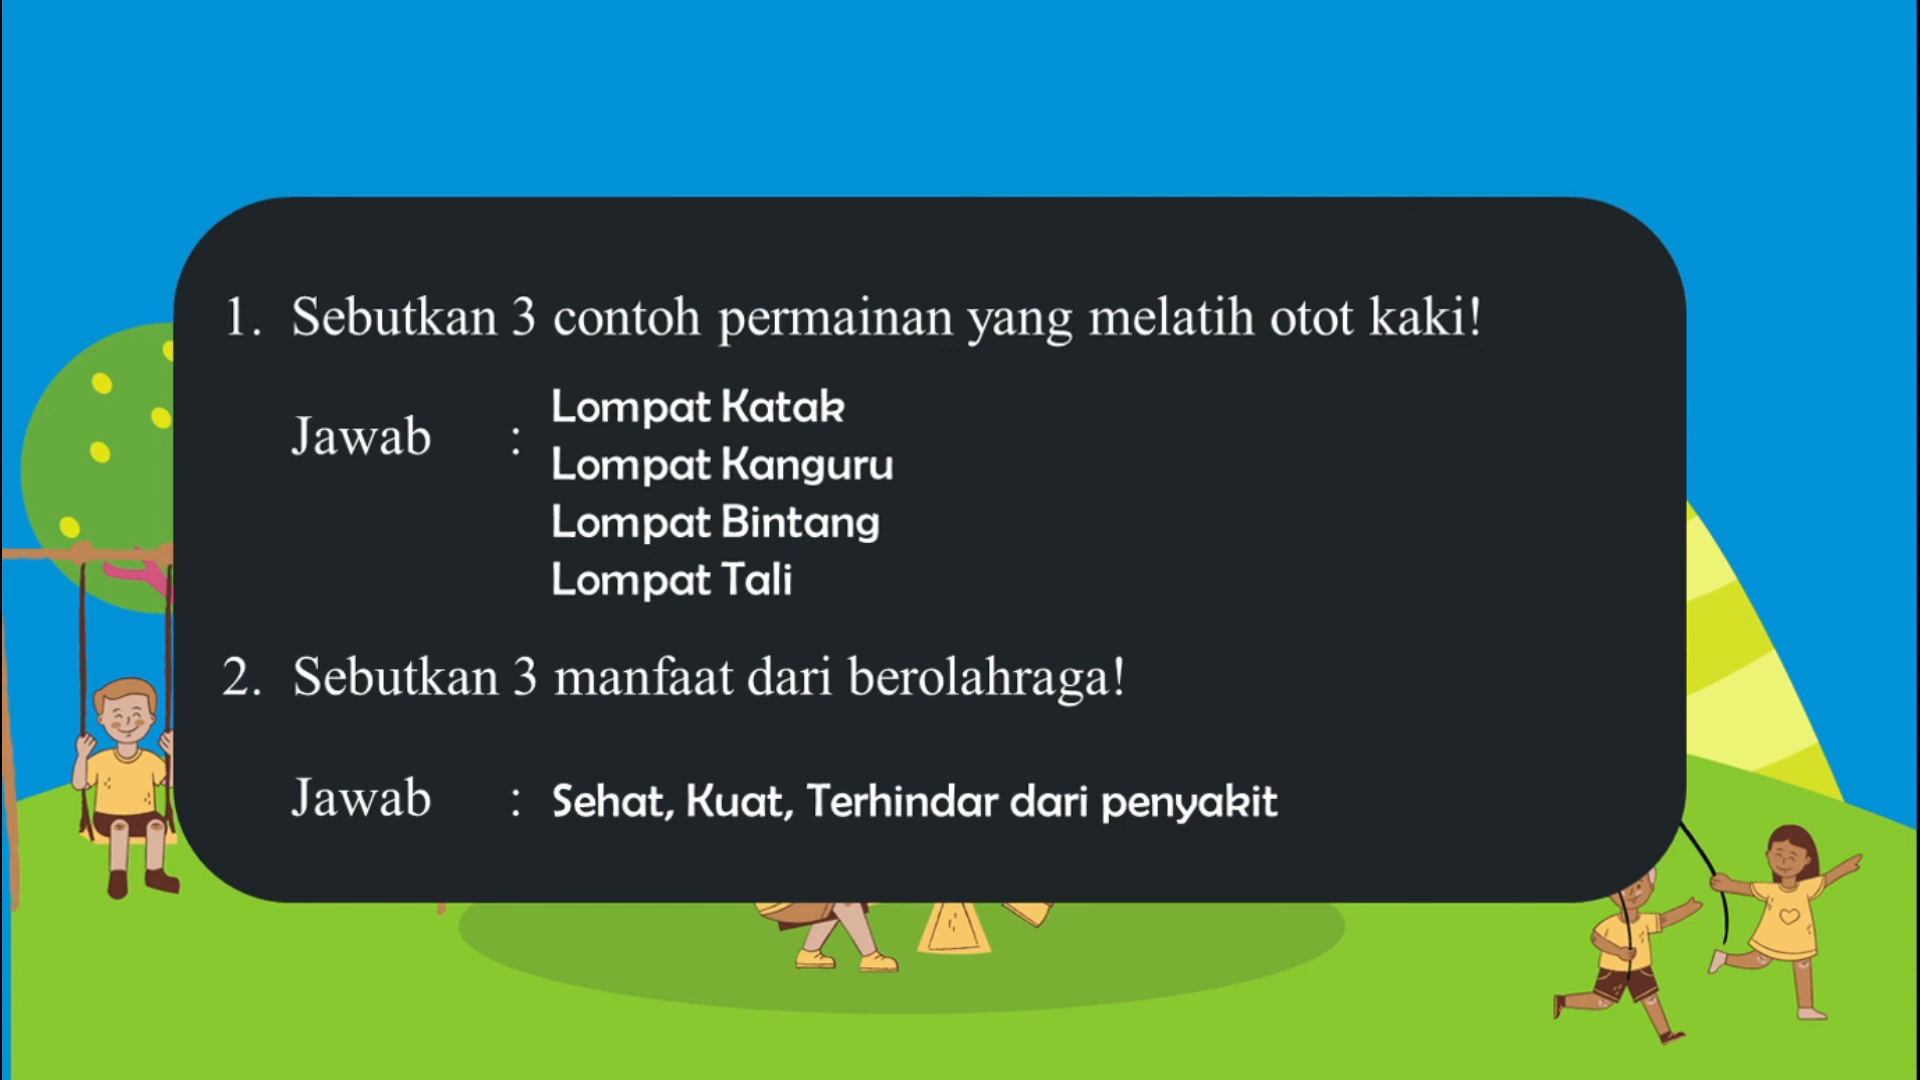 1. Sebutkan 3 contoh permainan yang melatih otot kaki!
Jawab : Lompat Katak
Lompat Kanguru
Lompat Bintang
Lompat Tali
2. Sebutkan 3 manfaat dari berolahraga!
Jawab : Sehat, Kuat, Terhindar dari penyakit